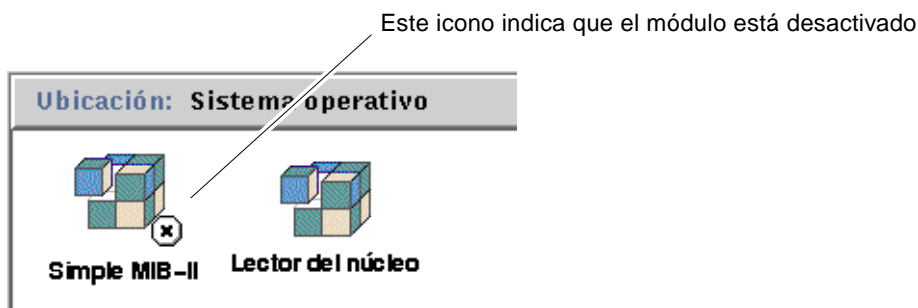 Este icono indica que el módulo está desactivado
Ubicación: Sistema operativo
Simple MIB-II
Lector del núcleo